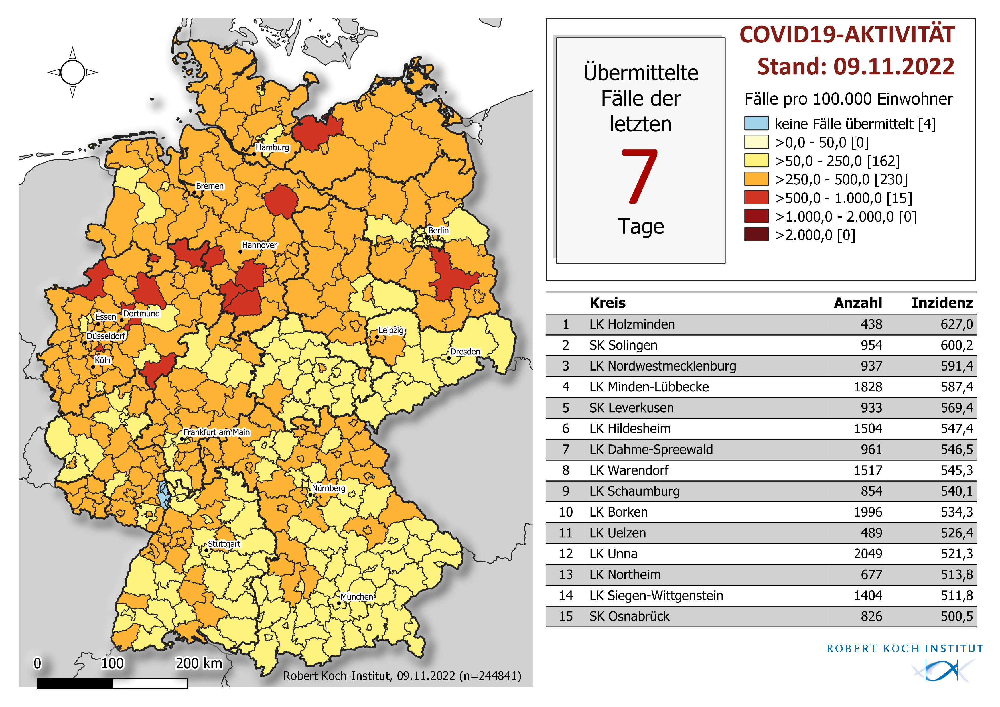 COVID19-AKTIVITÄT
Stand: 09.11.2022
Übermittelte
Fälle der
letzten
7
Tage
Fälle pro 100.000 Einwohner
keine Fälle übermittelt [4]
>0,0 - 50,0 [0]
>50,0 - 250,0 [162]
>250,0 - 500,0 [230]
>500,0 - 1.000,0 [15]
>1.000,0 - 2.000,0 [0]
>2.000,0 [0]
Hamburg
Bremen
Berlin
Hannover
Essen
Dortmund
Düsseldorf
Leipzig
Köln
Dresden
Frankfurt am Main
Nürnberg
Stuttgart
München
0 100 200 km
Robert Koch-Institut, 09.11.2022 (n=244841)
Kreis Anzahl Inzidenz
1 LK Holzminden 438 627,0
2 SK Solingen 954 600,2
3 LK Nordwestmecklenburg 937 591,4
4 LK Minden-Lübbecke 1828 587,4
5 SK Leverkusen 933 569,4
6 LK Hildesheim 1504 547,4
7 LK Dahme-Spreewald 961 546,5
8 LK Warendorf 1517 545,3
9 LK Schaumburg 854 540,1
10 LK Borken 1996 534,3
11 LK Uelzen 489 526,4
12 LK Unna 2049 521,3
13 LK Northeim 677 513,8
14 LK Siegen-Wittgenstein 1404 511,8
15 SK Osnabrück 826 500,5
ROBERT KOCH INSTITUT